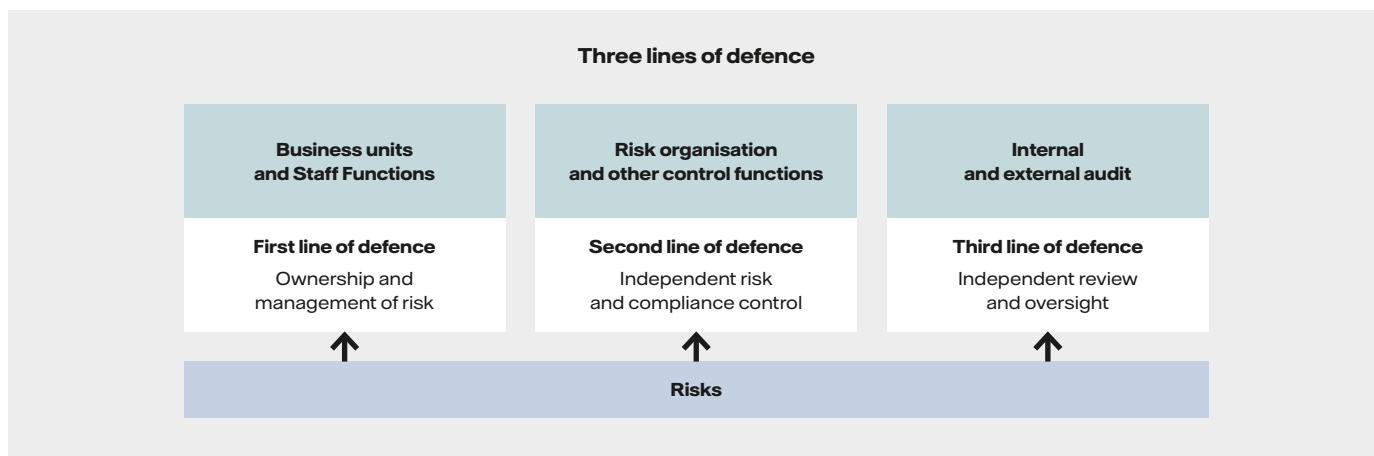 Three lines of defence
Business units
and Staff Functions
First line of defence
Ownership and
management of risk
Risk organisation
and other control functions
Second line of defence
Independent risk
and compliance control
Internal
and external audit
Third line of defence
Independent review
and oversight
Risks